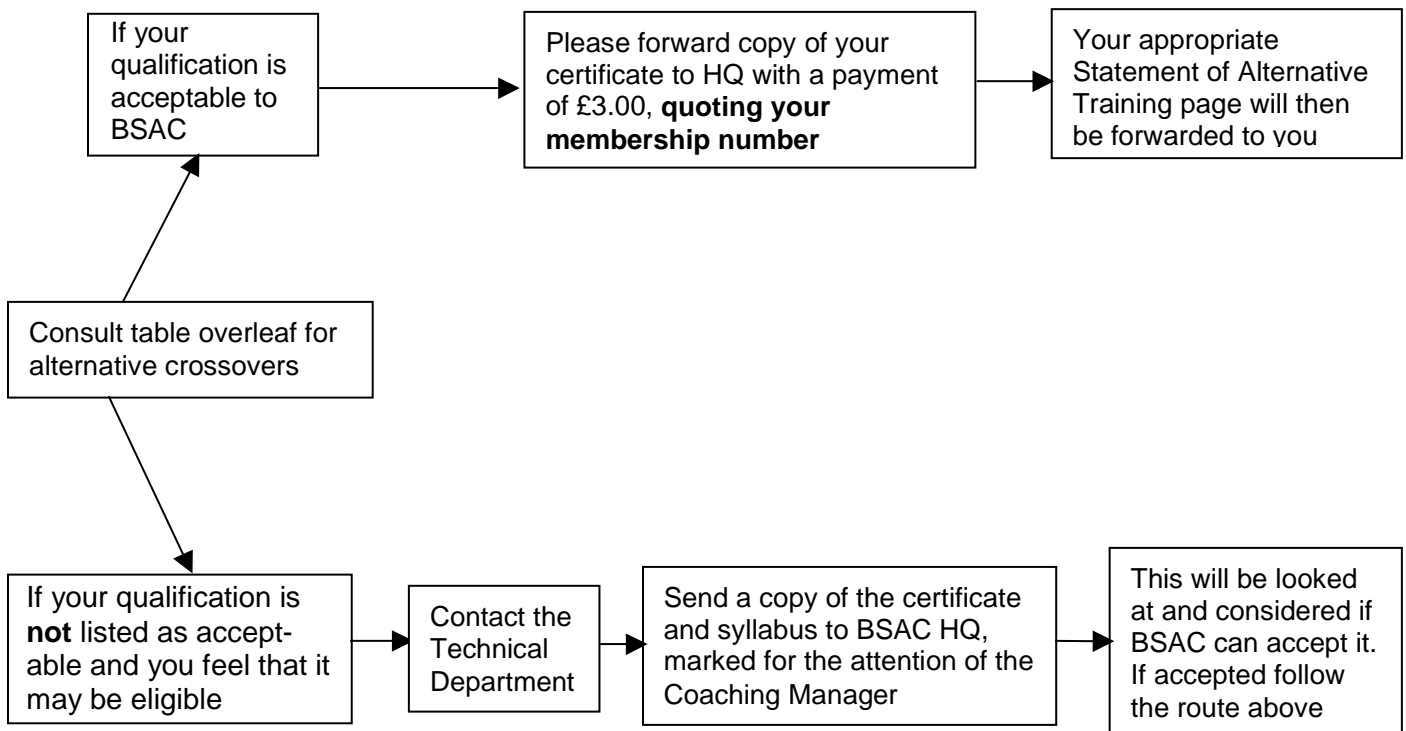 If your
qualification is
acceptable to
BSAC
Please forward copy of your
certificate to HQ with a payment
of £3.00, quoting your
membership number
Your appropriate
Statement of Alternative
Training page will then
be forwarded to you
Consult table overleaf for
alternative crossovers
If your qualification is
not listed as accept-
able and you feel that it
may be eligible
Contact the
Technical
Department
Send a copy of the certificate
and syllabus to BSAC HQ,
marked for the attention of the
Coaching Manager
This will be looked
at and considered if
BSAC can accept it.
If accepted follow
the route above